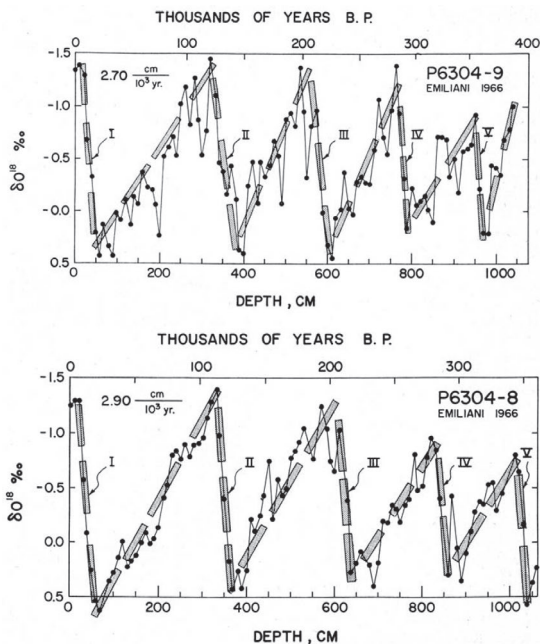 THOUSANDS OF YEARS B.P.
0 100 200 300 390
-1.5
2.70 cm / 10³ yr.
P6304-9
EMILIANI 1966
-1.0
I II III IV V
-0.5
δO¹⁸ ‰
0.0
0.5
0 200 400 600 800 1000
DEPTH, CM
THOUSANDS OF YEARS B.P.
0 100 200 300 360
-1.5
2.90 cm / 10³ yr.
P6304-8
EMILIANI 1966
-1.0
I II III IV V
-0.5
δO¹⁸ ‰
0.0
0.5
0 200 400 600 800 1000
DEPTH, CM